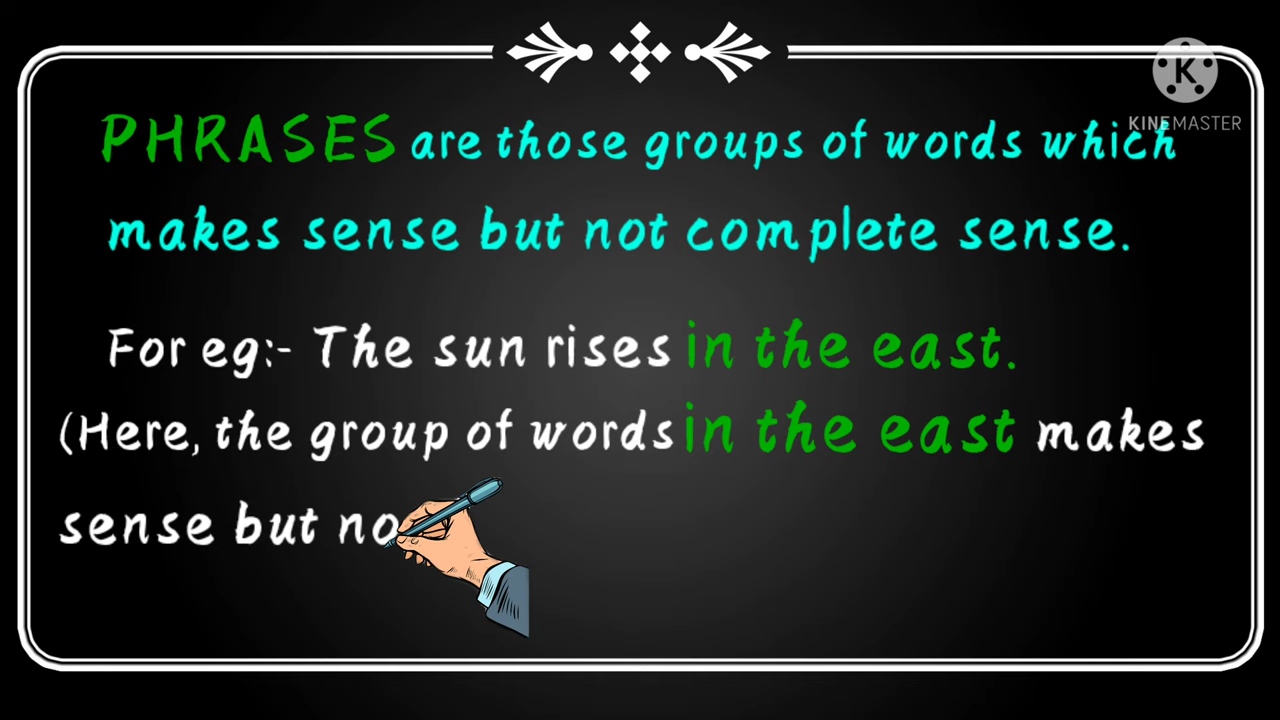 KINEMASTER
PHRASES are those groups of words which
makes sense but not complete sense.
For eg:- The sun rises in the east.
(Here, the group of words in the east makes
sense but no